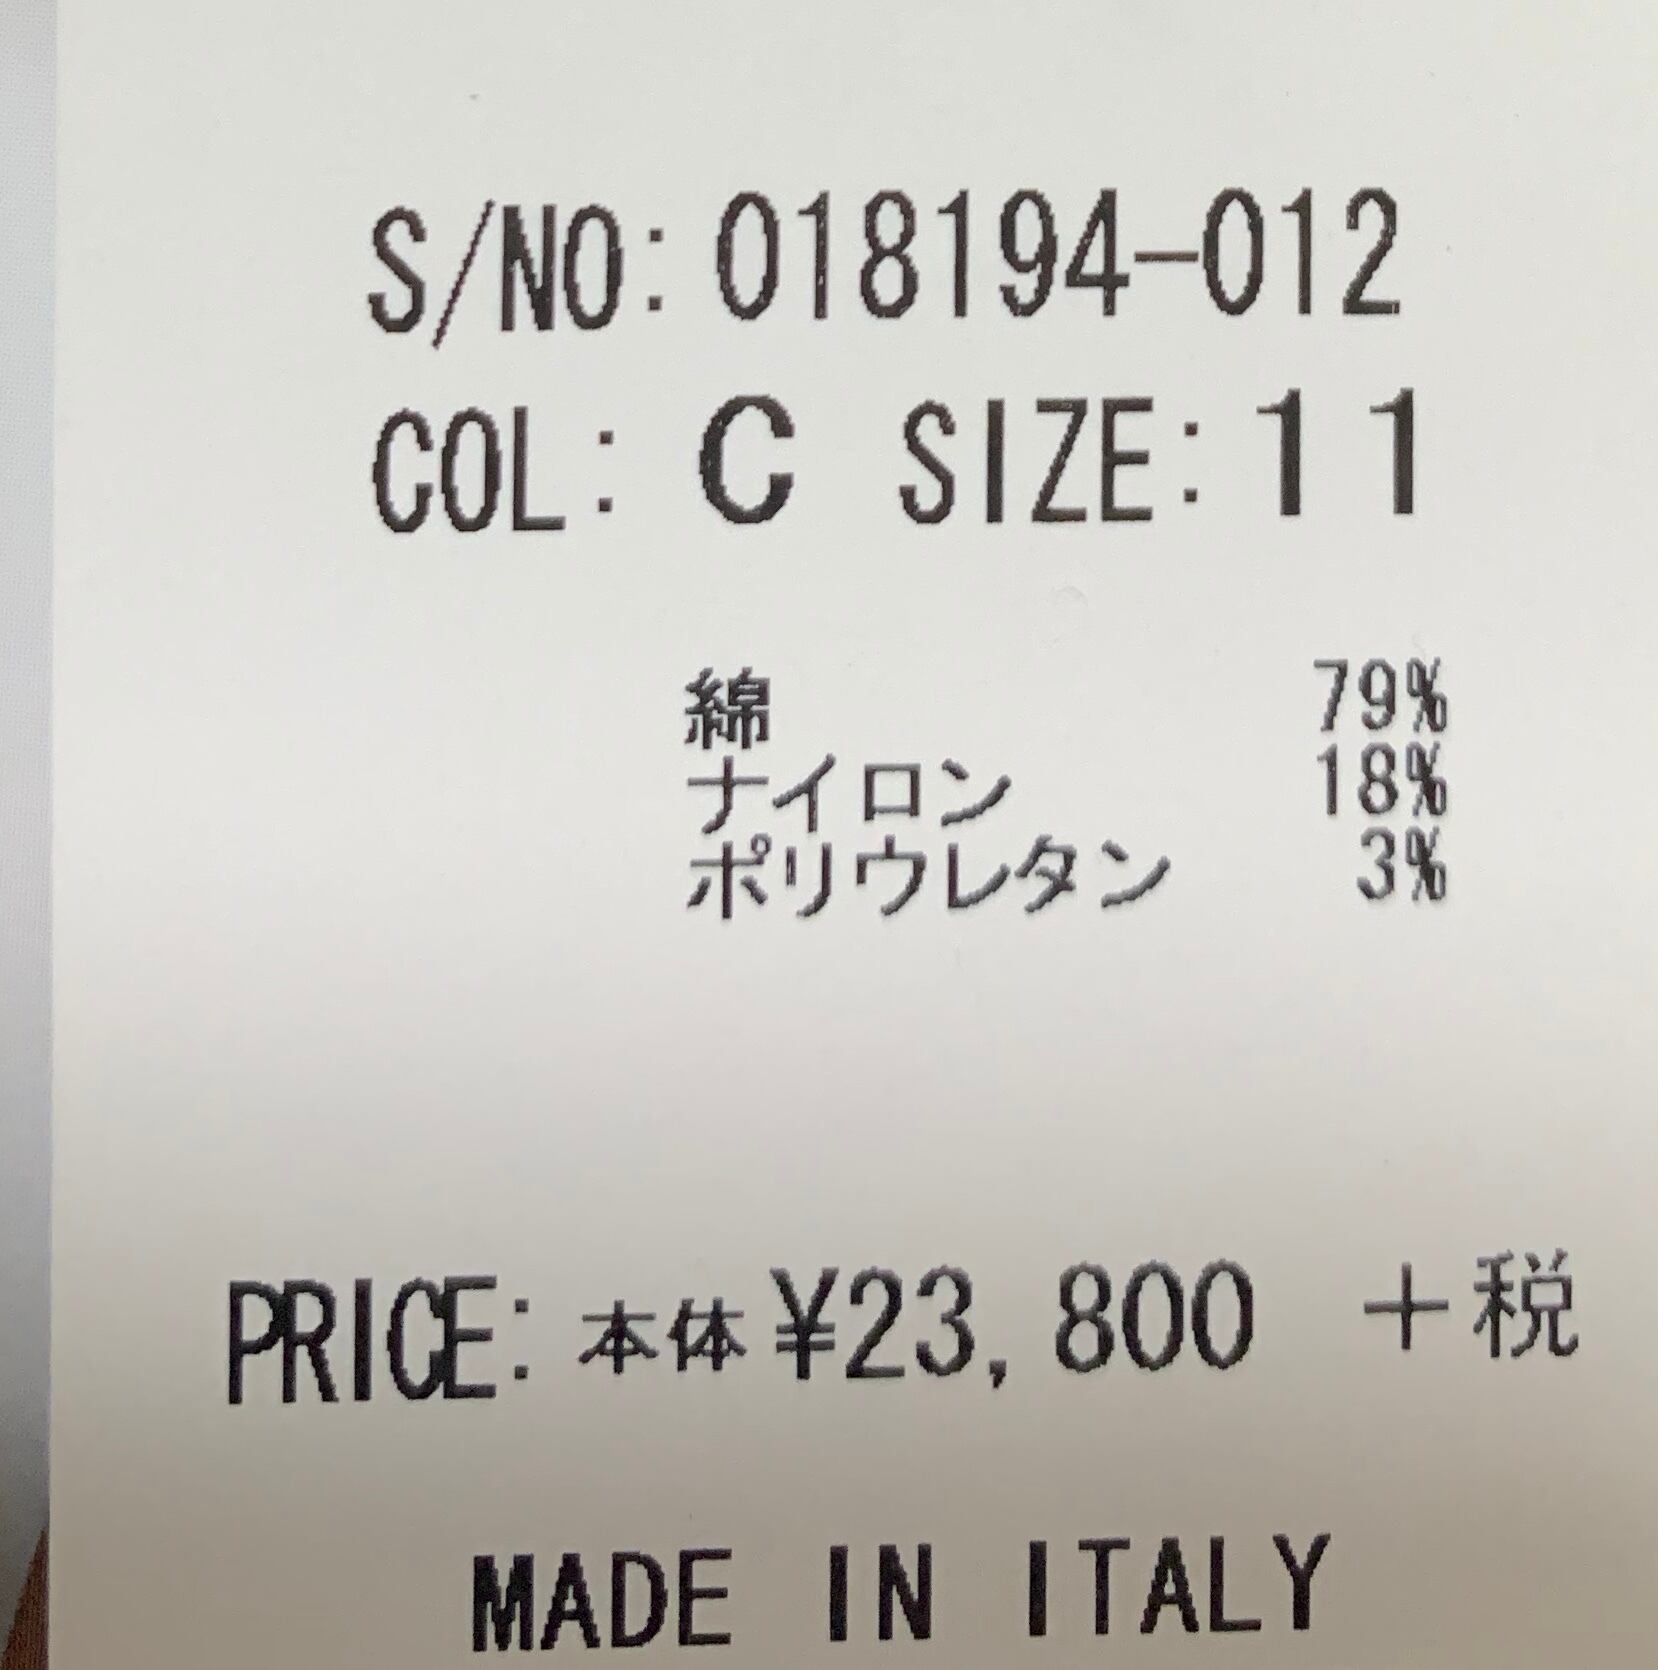 S/NO: 018194-012
COL: C SIZE: 11
綿 79%
ナイロン 18%
ポリウレタン 3%
PRICE: 本体 ¥23,800 +税
MADE IN ITALY